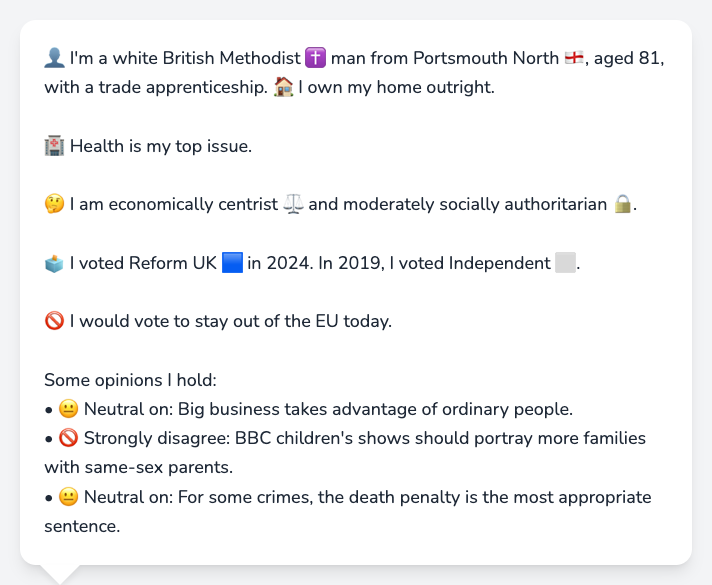 👤 I'm a white British Methodist ✝️ man from Portsmouth North 🏴󠁧󠁢󠁥󠁮󠁧󠁿, aged 81,
with a trade apprenticeship. 🏠 I own my home outright.
🏥 Health is my top issue.
🤔 I am economically centrist ⚖️ and moderately socially authoritarian 🔒.
🗳️ I voted Reform UK 🟦 in 2024. In 2019, I voted Independent ⬜.
🚫 I would vote to stay out of the EU today.
Some opinions I hold:
• 😐 Neutral on: Big business takes advantage of ordinary people.
• 🚫 Strongly disagree: BBC children's shows should portray more families
with same-sex parents.
• 😐 Neutral on: For some crimes, the death penalty is the most appropriate
sentence.